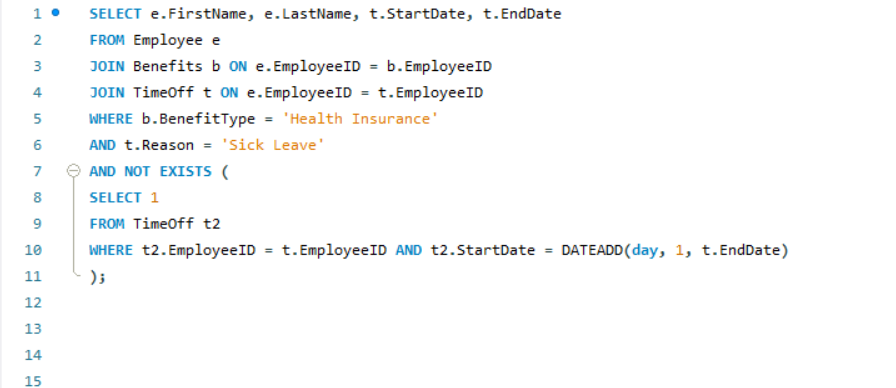 1 SELECT e.FirstName, e.LastName, t.StartDate, t.EndDate
2 FROM Employee e
3 JOIN Benefits b ON e.EmployeeID = b.EmployeeID
4 JOIN TimeOff t ON e.EmployeeID = t.EmployeeID
5 WHERE b.BenefitType = 'Health Insurance'
6 AND t.Reason = 'Sick Leave'
7 AND NOT EXISTS (
8 SELECT 1
9 FROM TimeOff t2
10 WHERE t2.EmployeeID = t.EmployeeID AND t2.StartDate = DATEADD(day, 1, t.EndDate)
11 );
12
13
14
15